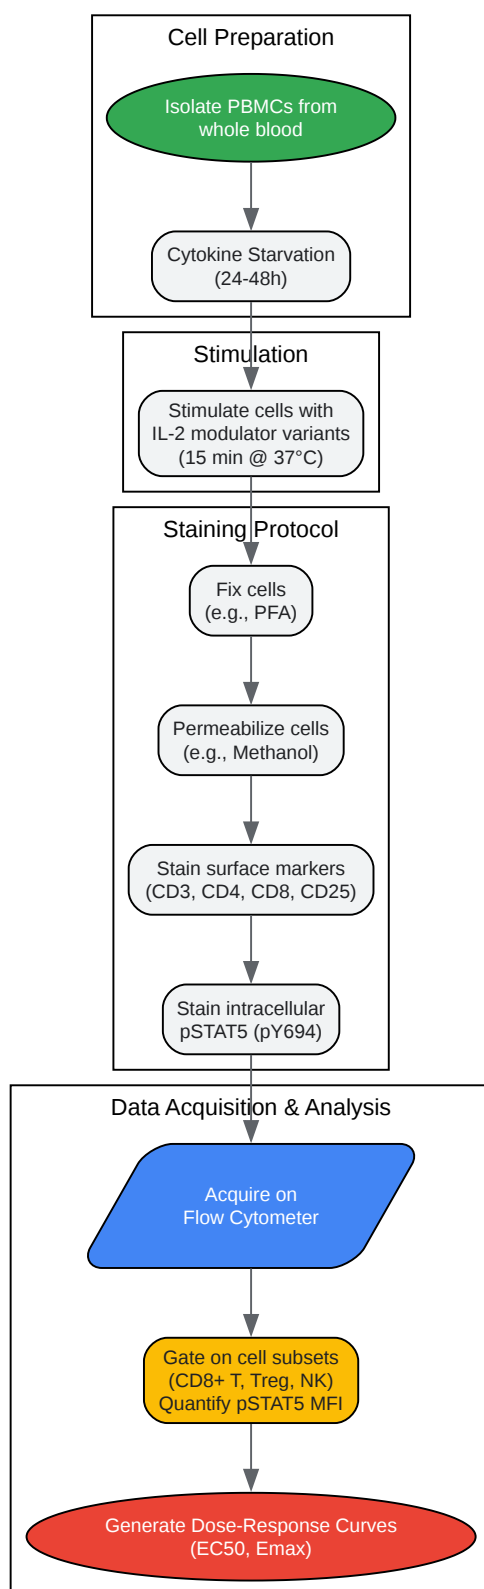 Cell Preparation
Isolate PBMCs from
whole blood
Cytokine Starvation
(24-48h)
Stimulation
Stimulate cells with
IL-2 modulator variants
(15 min @ 37°C)
Staining Protocol
Fix cells
(e.g., PFA)
Permeabilize cells
(e.g., Methanol)
Stain surface markers
(CD3, CD4, CD8, CD25)
Stain intracellular
pSTAT5 (pY694)
Data Acquisition & Analysis
Acquire on
Flow Cytometer
Gate on cell subsets
(CD8+ T, Treg, NK)
Quantify pSTAT5 MFI
Generate Dose-Response Curves
(EC50, Emax)